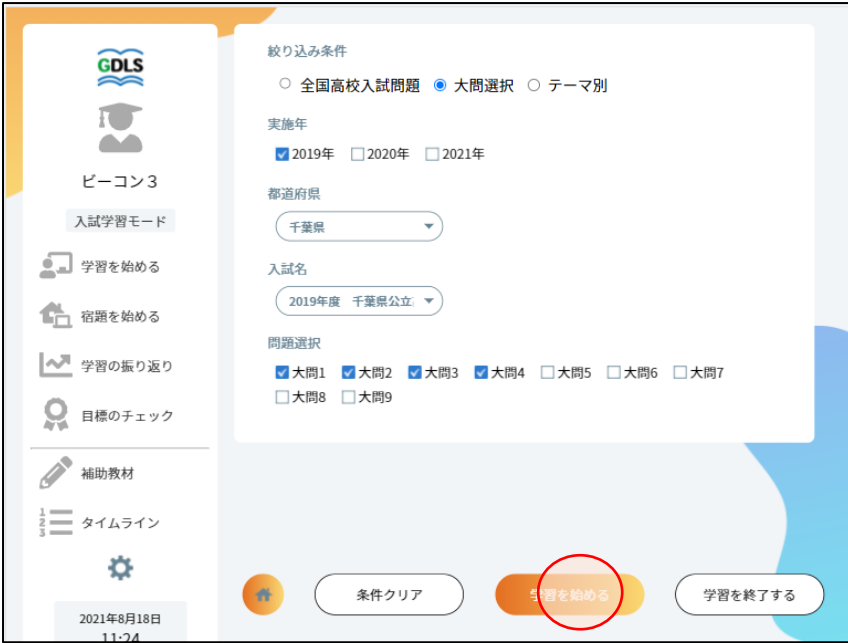 GDLS
ビーコン３
入試学習モード
学習を始める
宿題を始める
学習の振り返り
目標のチェック
補助教材
1
2
3
タイムライン
2021年8月18日
11:24
絞り込み条件
全国高校入試問題 大問選択 テーマ別
実施年
2019年 2020年 2021年
都道府県
千葉県
入試名
2019年度 千葉県公立
問題選択
大問1 大問2 大問3 大問4 大問5 大問6 大問7
大問8 大問9
条件クリア 学習を始める 学習を終了する